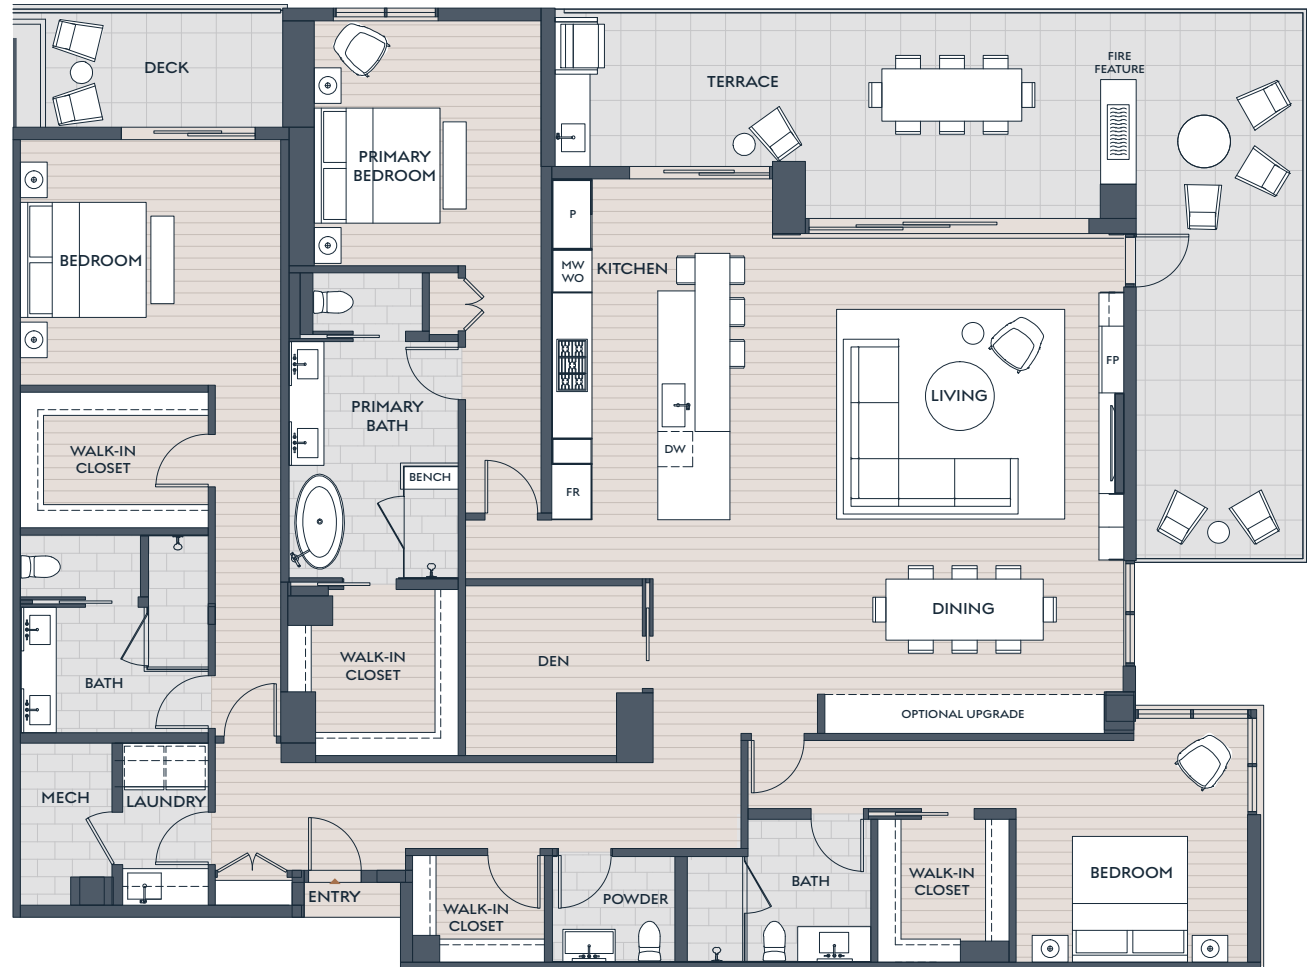 DECK
TERRACE
FIRE
FEATURE
PRIMARY
BEDROOM
BEDROOM
P
MW
WO
KITCHEN
FP
LIVING
PRIMARY
BATH
WALK-IN
CLOSET
DW
BENCH
FR
DINING
DEN
WALK-IN
CLOSET
BATH
OPTIONAL UPGRADE
MECH
LAUNDRY
ENTRY
WALK-IN
CLOSET
POWDER
BATH
WALK-IN
CLOSET
BEDROOM